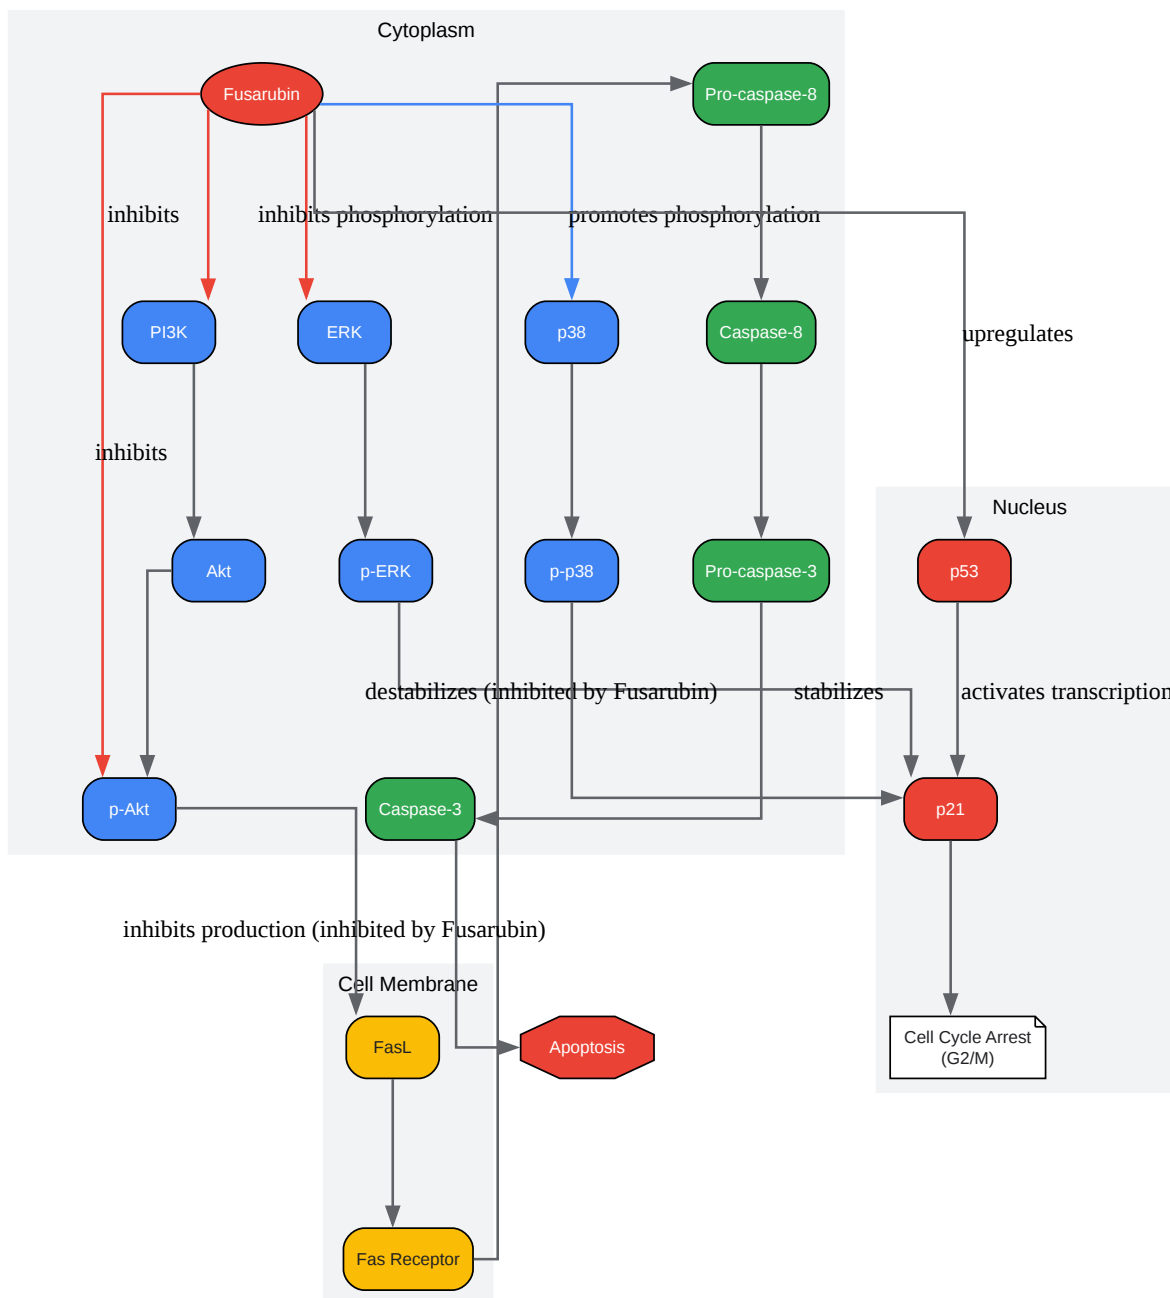 Cytoplasm
Fusarubin
Pro-caspase-8
inhibits
inhibits phosphorylation
promotes phosphorylation
PI3K
ERK
p38
Caspase-8
upregulates
inhibits
Nucleus
Akt
p-ERK
p-p38
Pro-caspase-3
p53
destabilizes (inhibited by Fusarubin)
stabilizes
activates transcription
p-Akt
Caspase-3
p21
inhibits production (inhibited by Fusarubin)
Cell Membrane
FasL
Apoptosis
Cell Cycle Arrest
(G2/M)
Fas Receptor